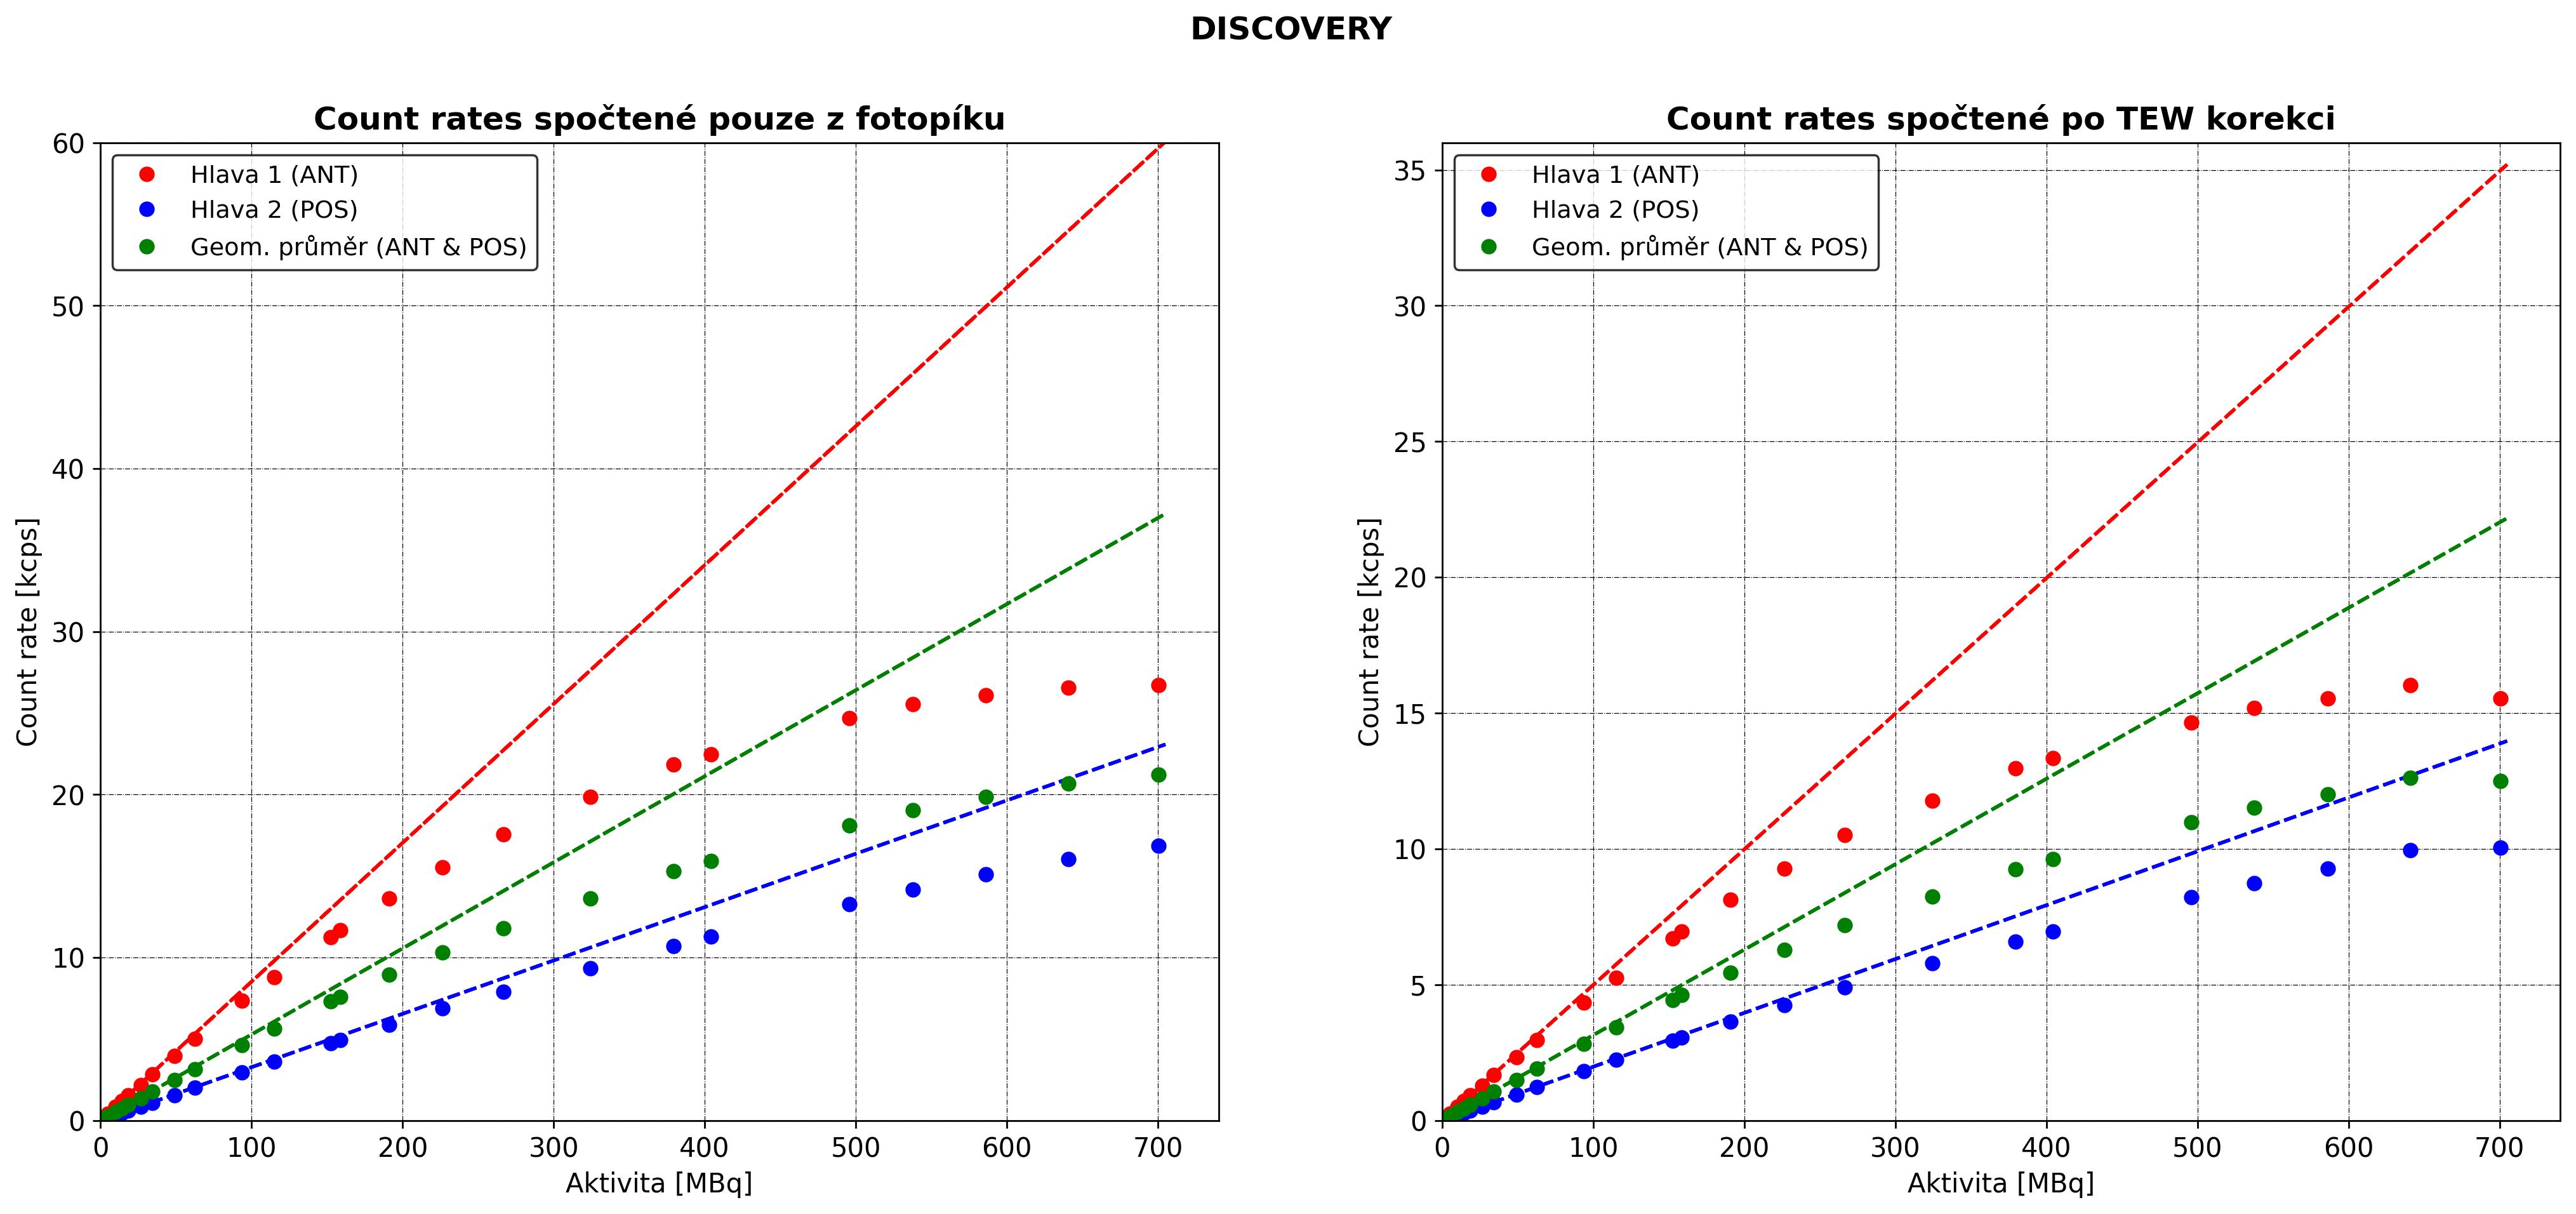 DISCOVERY
Count rates spočtené pouze z fotopíku
60
50
40
30
20
10
0
Count rate [kcps]
Hlava 1 (ANT)
Hlava 2 (POS)
Geom. průměr (ANT & POS)
0 100 200 300 400 500 600 700
Aktivita [MBq]
Count rates spočtené po TEW korekci
35
30
25
20
15
10
5
0
Count rate [kcps]
Hlava 1 (ANT)
Hlava 2 (POS)
Geom. průměr (ANT & POS)
0 100 200 300 400 500 600 700
Aktivita [MBq]